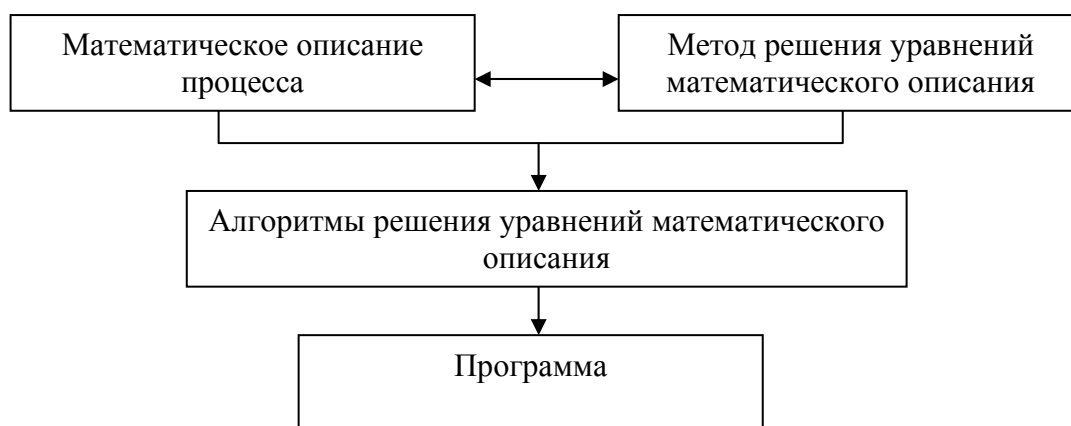 Математическое описание
процесса
Метод решения уравнений
математического описания
Алгоритмы решения уравнений математического
описания
Программа